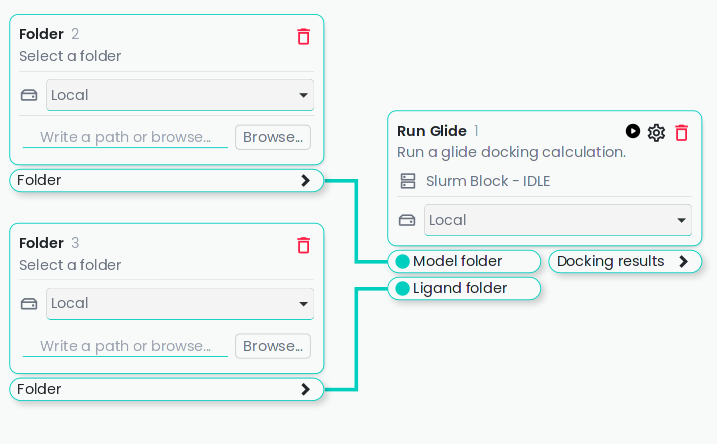 Folder 2
Select a folder
Local
Write a path or browse... Browse...
Folder
Folder 3
Select a folder
Local
Write a path or browse... Browse...
Folder
Run Glide 1
Run a glide docking calculation.
Slurm Block - IDLE
Local
Model folder Docking results
Ligand folder